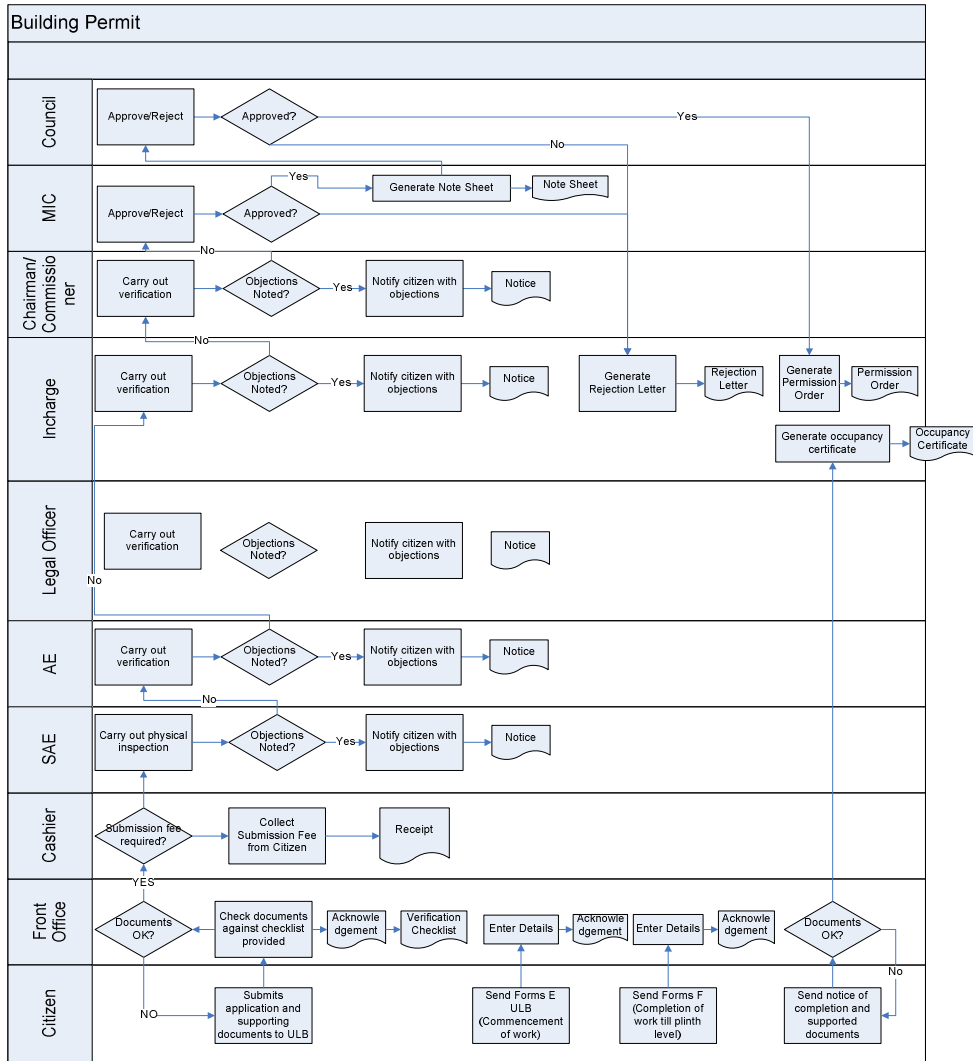 Building Permit
Council
Approve/Reject
Approved?
Yes
No
MIC
Approve/Reject
Approved?
Yes
Generate Note Sheet
Note Sheet
No
Chairman/
Commissio
ner
Carry out
verification
Objections
Noted?
Yes
Notify citizen with
objections
Notice
No
Incharge
Carry out
verification
Objections
Noted?
Yes
Notify citizen with
objections
Notice
Generate
Rejection Letter
Rejection
Letter
Generate
Permission
Order
Permission
Order
Generate occupancy
certificate
Occupancy
Certificate
Legal Officer
Carry out
verification
Objections
Noted?
Notify citizen with
objections
Notice
No
AE
Carry out
verification
Objections
Noted?
Yes
Notify citizen with
objections
Notice
No
SAE
Carry out physical
inspection
Objections
Noted?
Yes
Notify citizen with
objections
Notice
Cashier
Submission fee
required?
Collect
Submission Fee
from Citizen
Receipt
YES
Front
Office
Documents
OK?
Check documents
against checklist
provided
Acknowle
dgement
Verification
Checklist
Enter Details
Acknowle
dgement
Enter Details
Acknowle
dgement
Documents
OK?
No
Citizen
NO
Submits
application and
supporting
documents to ULB
Send Forms E
ULB
(Commencement
of work)
Send Forms F
(Completion of
work till plinth
level)
Send notice of
completion and
supported
documents